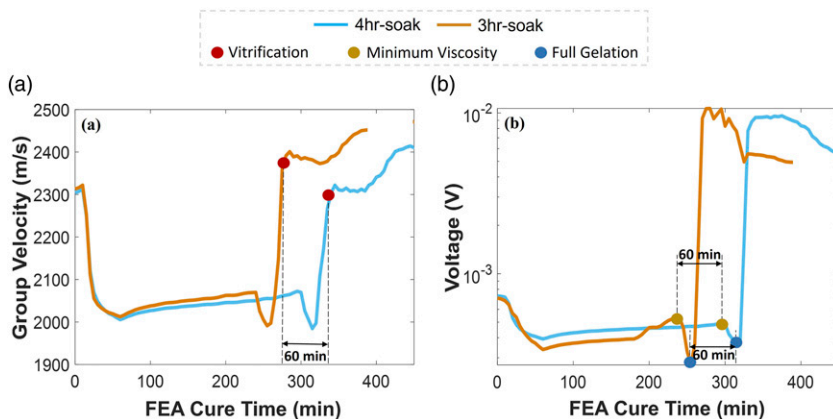 4hr-soak 3hr-soak
Vitrification Minimum Viscosity Full Gelation
(a)
(b)
2500
2400
2300
2200
2100
2000
1900
Group Velocity (m/s)
(a)
60 min
0 100 200 300 400
FEA Cure Time (min)
10⁻²
10⁻³
Voltage (V)
(b)
60 min
60 min
0 100 200 300 400
FEA Cure Time (min)